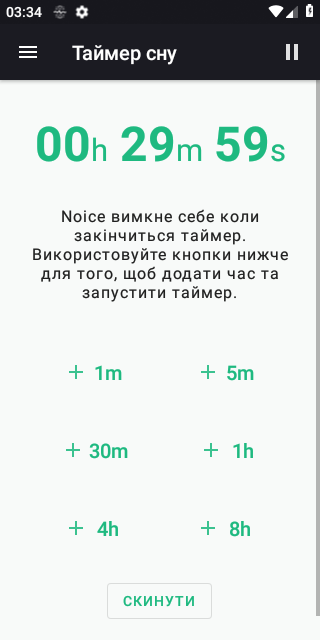 03:34
Таймер сну
00h 29m 59s
Noice вимкне себе коли
закінчиться таймер.
Використовуйте кнопки нижче
для того, щоб додати час та
запустити таймер.
+ 1m + 5m
+ 30m + 1h
+ 4h + 8h
СКИНУТИ